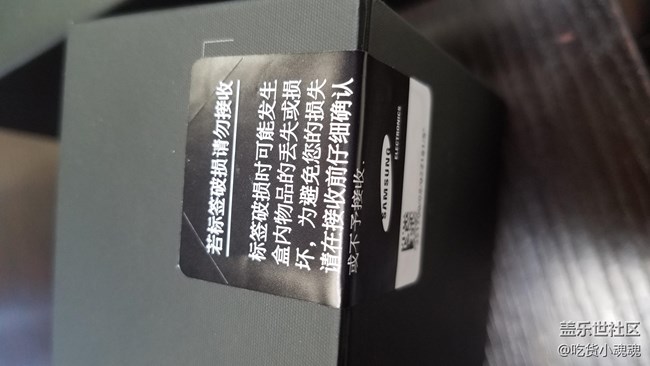 若标签破损请勿接收
标签破损时可能发生
盒内物品的丢失或损
坏，为避免您的损失
请在接收前仔细确认
或不予接收.
SAMSUNG
ELECTRONICS
盖乐世社区
@吃货小魂魂